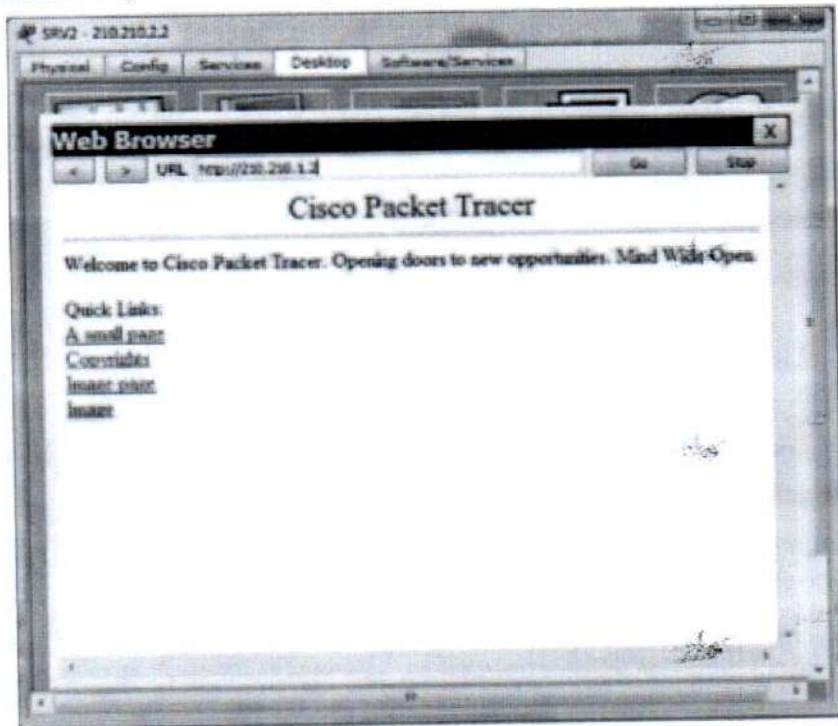 SRV2 - 210.210.2.2
Physical Config Services Desktop Software/Services
Web Browser X
< > URL http://210.210.1.2 Go Stop
Cisco Packet Tracer
Welcome to Cisco Packet Tracer. Opening doors to new opportunities. Mind Wide Open.
Quick Links:
A small page
Copyrights
Image page
Image